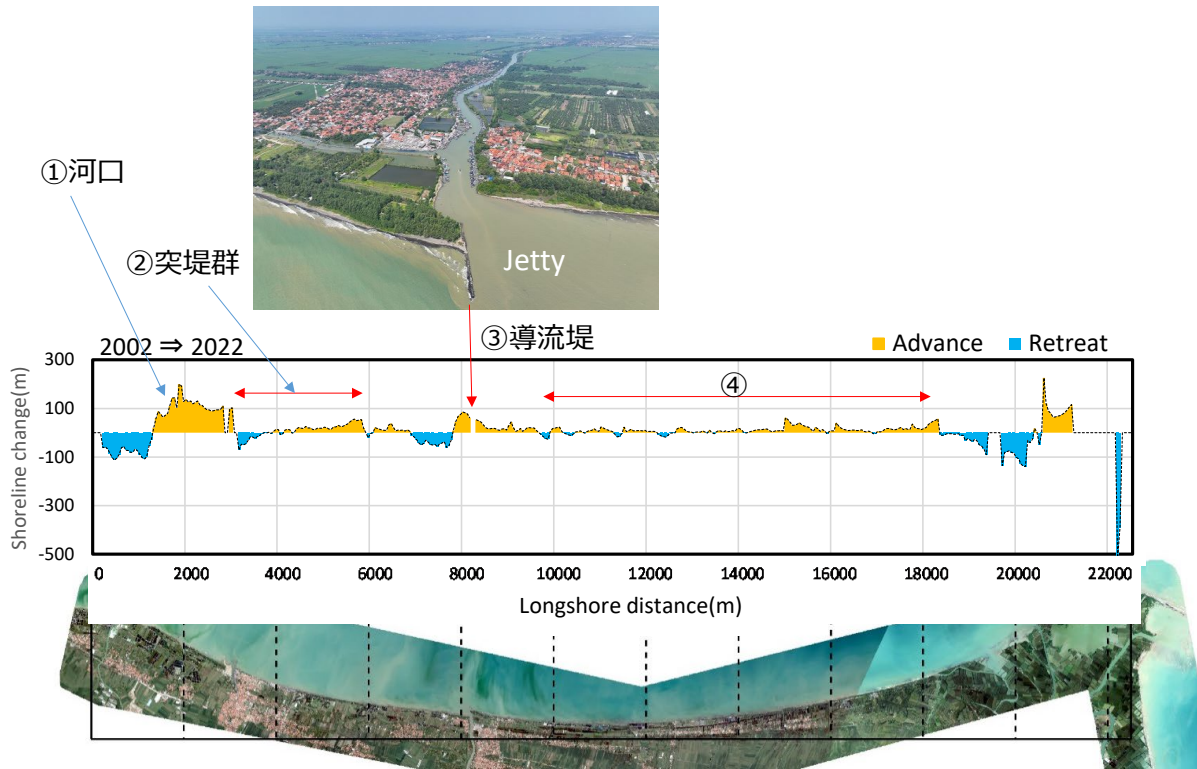 ①河口
②突堤群
Jetty
③導流堤
2002 ⇒ 2022
Advance
Retreat
④
Shoreline change(m)
300
100
-100
-300
-500
0
2000
4000
6000
8000
10000
12000
14000
16000
18000
20000
22000
Longshore distance(m)